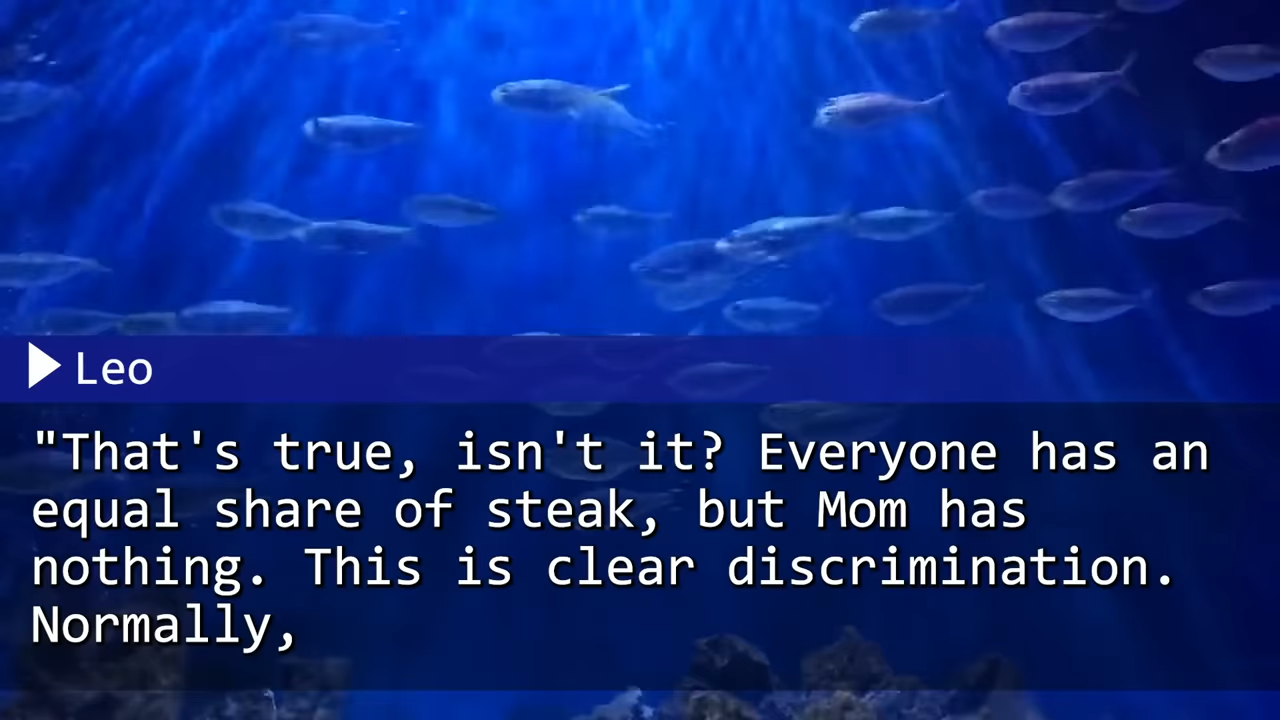 Leo
"That's true, isn't it? Everyone has an
equal share of steak, but Mom has
nothing. This is clear discrimination.
Normally,